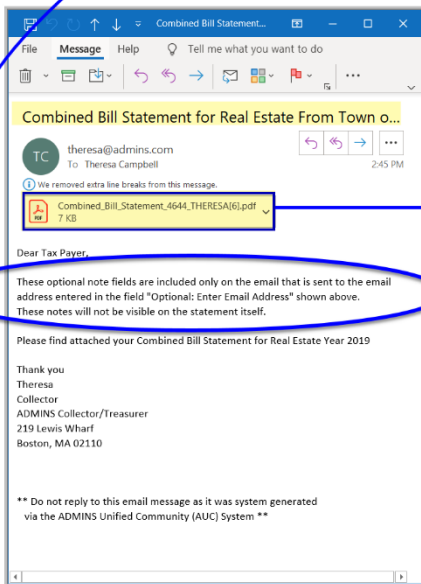 Combined Bill Statement...
File Message Help Tell me what you want to do
Combined Bill Statement for Real Estate From Town o...
TC
theresa@admins.com
To Theresa Campbell
2:45 PM
We removed extra line breaks from this message.
Combined_Bill_Statement_4644_THERESA[6].pdf
7 KB
PDF
Dear Tax Payer,
These optional note fields are included only on the email that is sent to the email
address entered in the field "Optional: Enter Email Address" shown above.
These notes will not be visible on the statement itself.
Please find attached your Combined Bill Statement for Real Estate Year 2019
Thank you
Theresa
Collector
ADMINS Collector/Treasurer
219 Lewis Wharf
Boston, MA 02110
** Do not reply to this email message as it was system generated
via the ADMINS Unified Community (AUC) System **